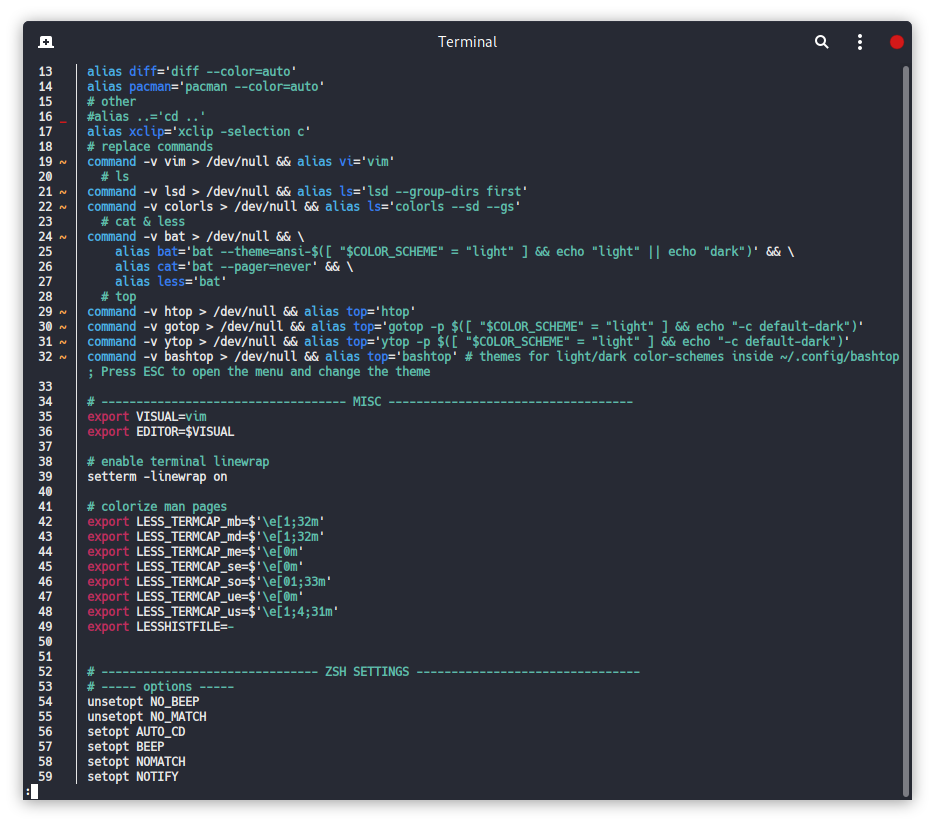 Terminal
13 alias diff='diff --color=auto'
14 alias pacman='pacman --color=auto'
15 # other
16 _ #alias ..='cd ..'
17 alias xclip='xclip -selection c'
18 # replace commands
19 ~ command -v vim > /dev/null && alias vi='vim'
20 # ls
21 ~ command -v lsd > /dev/null && alias ls='lsd --group-dirs first'
22 ~ command -v colorls > /dev/null && alias ls='colorls --sd --gs'
23 # cat & less
24 ~ command -v bat > /dev/null && \
25 alias bat='bat --theme=ansi-$([ "$COLOR_SCHEME" = "light" ] && echo "light" || echo "dark")' && \
26 alias cat='bat --pager=never' && \
27 alias less='bat'
28 # top
29 ~ command -v htop > /dev/null && alias top='htop'
30 ~ command -v gotop > /dev/null && alias top='gotop -p $([ "$COLOR_SCHEME" = "light" ] && echo "-c default-dark")'
31 ~ command -v ytop > /dev/null && alias top='ytop -p $([ "$COLOR_SCHEME" = "light" ] && echo "-c default-dark")'
32 ~ command -v bashtop > /dev/null && alias top='bashtop' # themes for light/dark color-schemes inside ~/.config/bashtop
; Press ESC to open the menu and change the theme
33
34 # ----------------------------------- MISC -----------------------------------
35 export VISUAL=vim
36 export EDITOR=$VISUAL
37
38 # enable terminal linewrap
39 setterm -linewrap on
40
41 # colorize man pages
42 export LESS_TERMCAP_mb=$'\e[1;32m'
43 export LESS_TERMCAP_md=$'\e[1;32m'
44 export LESS_TERMCAP_me=$'\e[0m'
45 export LESS_TERMCAP_se=$'\e[0m'
46 export LESS_TERMCAP_so=$'\e[01;33m'
47 export LESS_TERMCAP_ue=$'\e[0m'
48 export LESS_TERMCAP_us=$'\e[1;4;31m'
49 export LESSHISTFILE=-
50
51
52 # ------------------------------- ZSH SETTINGS --------------------------------
53 # ----- options -----
54 unsetopt NO_BEEP
55 unsetopt NO_MATCH
56 setopt AUTO_CD
57 setopt BEEP
58 setopt NOMATCH
59 setopt NOTIFY
: